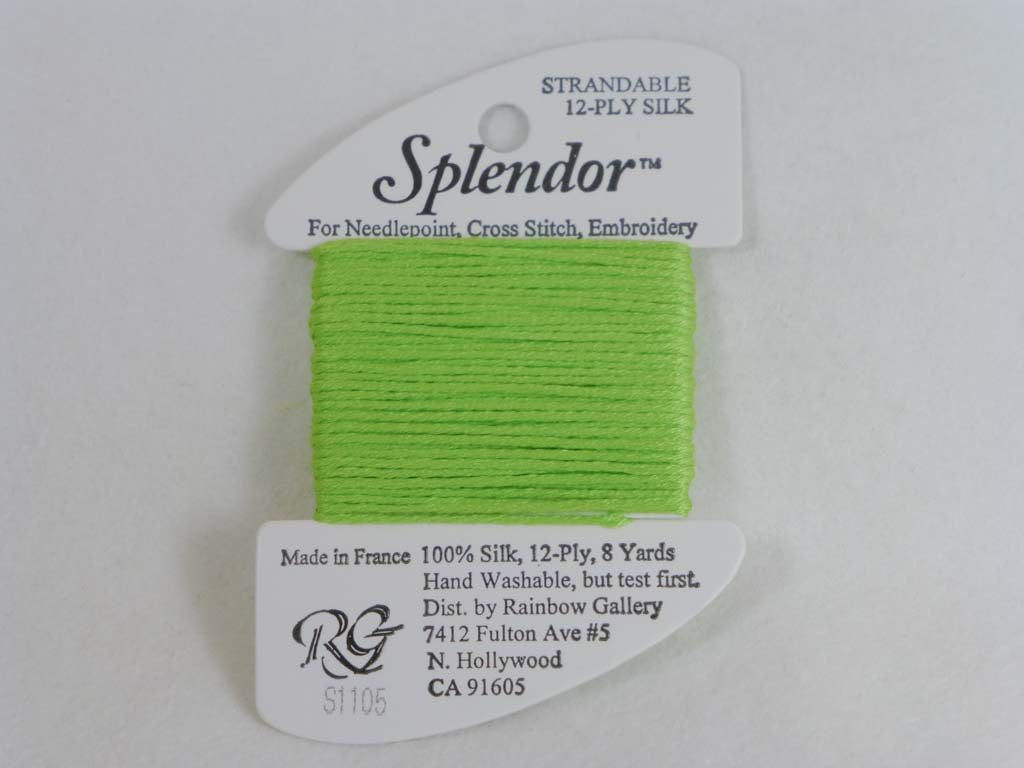 STRANDABLE
12-PLY SILK
Splendor™
For Needlepoint, Cross Stitch, Embroidery
Made in France
100% Silk, 12-Ply, 8 Yards
Hand Washable, but test first.
Dist. by Rainbow Gallery
7412 Fulton Ave #5
N. Hollywood
CA 91605
RG
S1105